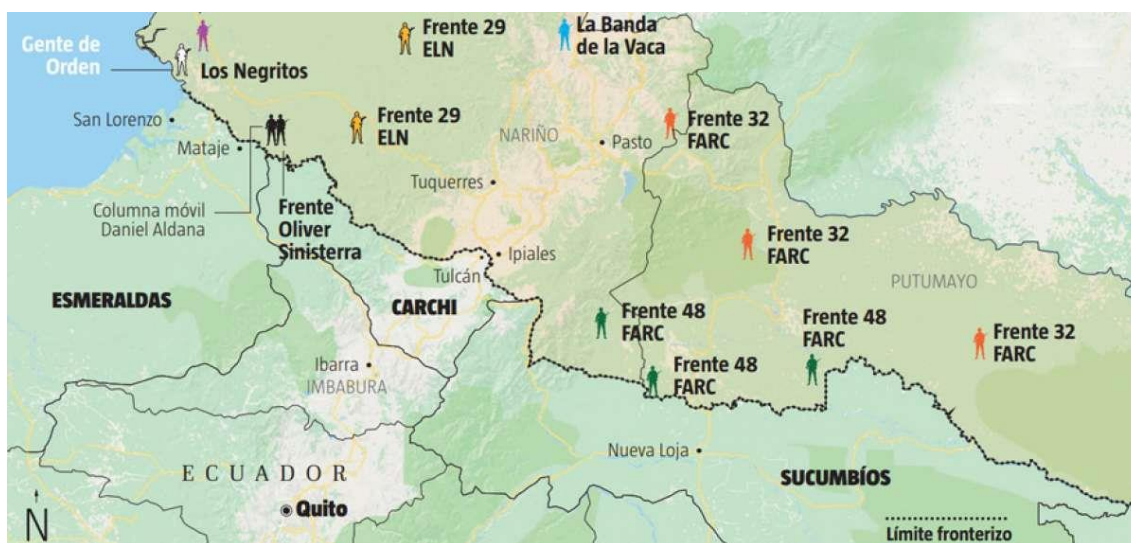 Gente de
Orden
Los Negritos
Frente 29
ELN
La Banda
de la Vaca
San Lorenzo
Mataje
Frente 29
ELN
NARIÑO
Pasto
Frente 32
FARC
Tuquerres
Columna móvil
Daniel Aldana
Frente
Oliver
Sinisterra
Ipiales
Tulcán
Frente 32
FARC
PUTUMAYO
ESMERALDAS
CARCHI
Frente 48
FARC
Frente 48
FARC
Frente 32
FARC
Ibarra
IMBABURA
Frente 48
FARC
Nueva Loja
ECUADOR
SUCUMBÍOS
Quito
N
Límite fronterizo